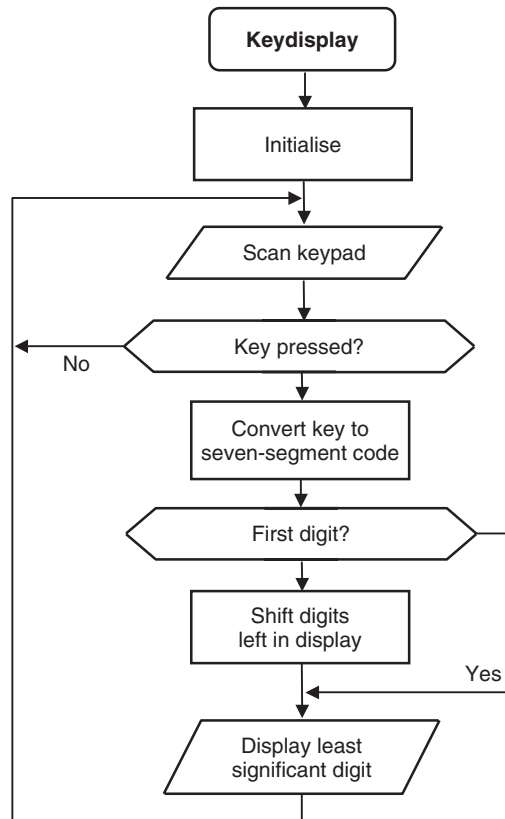 Keydisplay
Initialise
Scan keypad
Key pressed?
No
Convert key to
seven-segment code
First digit?
Shift digits
left in display
Yes
Display least
significant digit